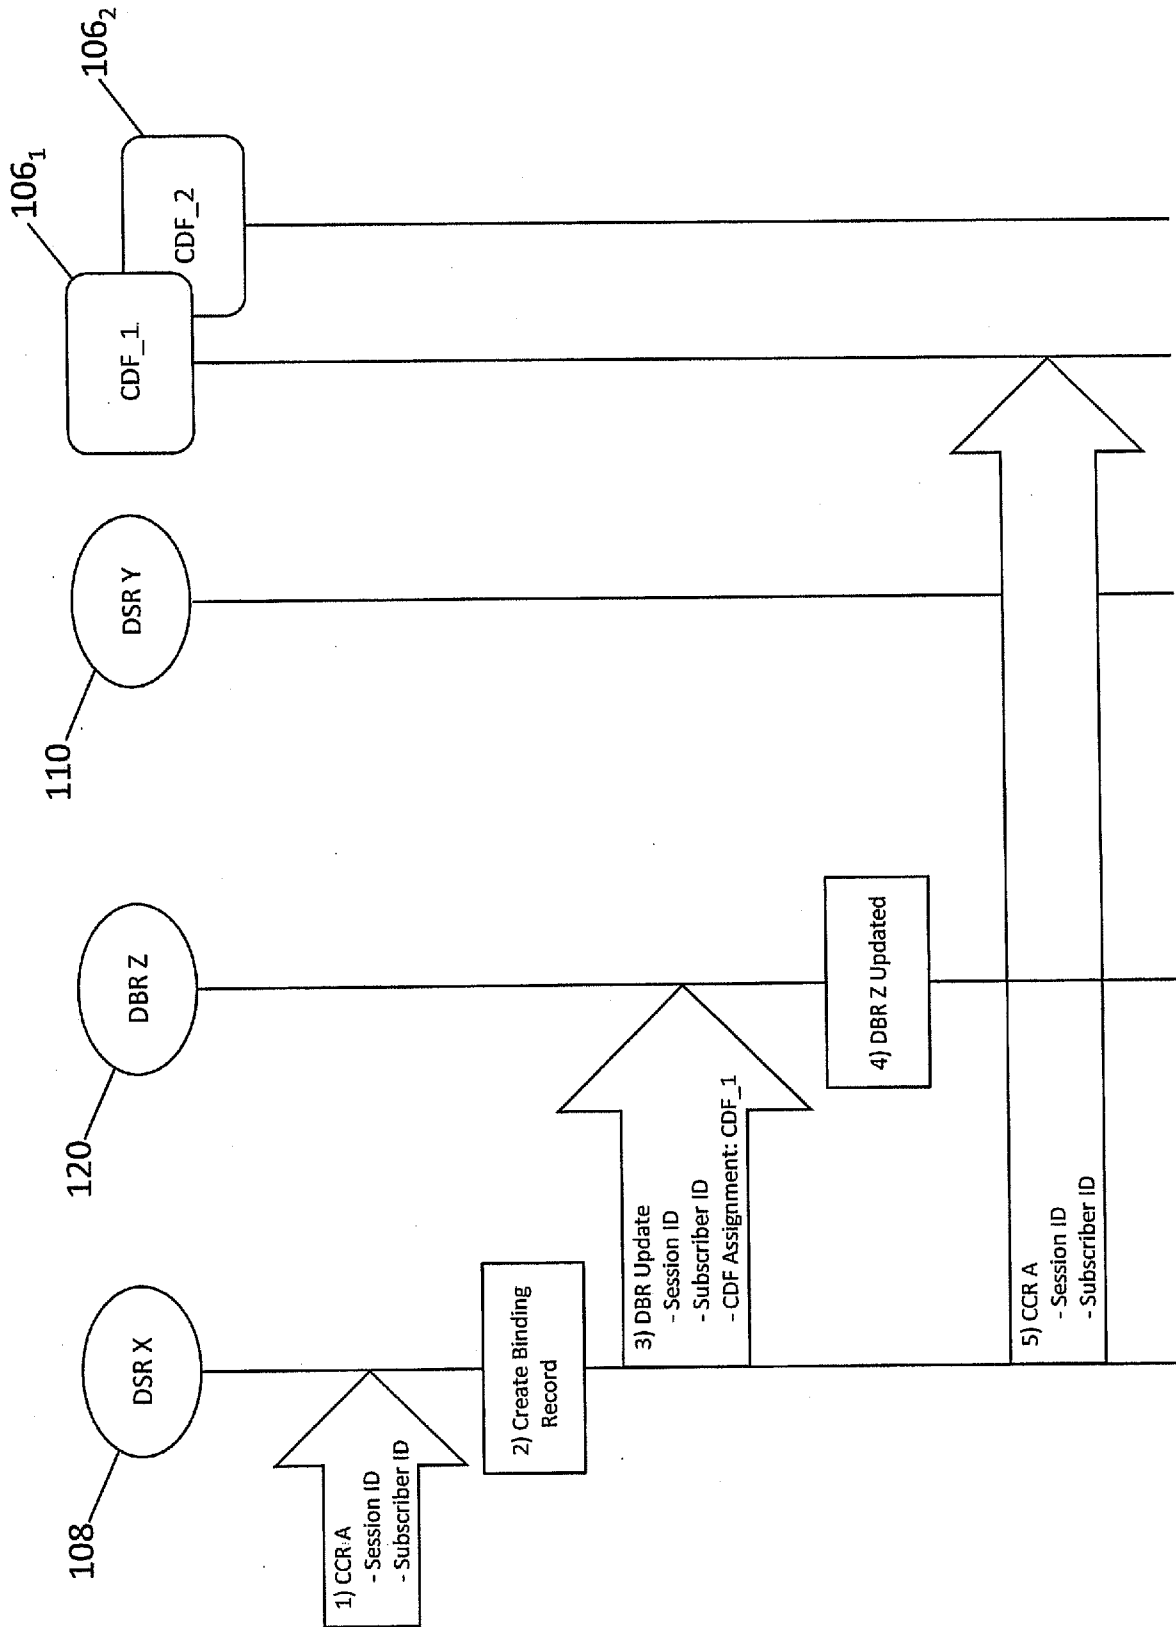 108
DSR X
120
DBR Z
110
DSR Y
106₁
CDF_1
106₂
CDF_2
1) CCR A
- Session ID
- Subscriber ID
2) Create Binding
Record
3) DBR Update
- Session ID
- Subscriber ID
- CDF Assignment: CDF_1
4) DBR Z Updated
5) CCR A
- Session ID
- Subscriber ID